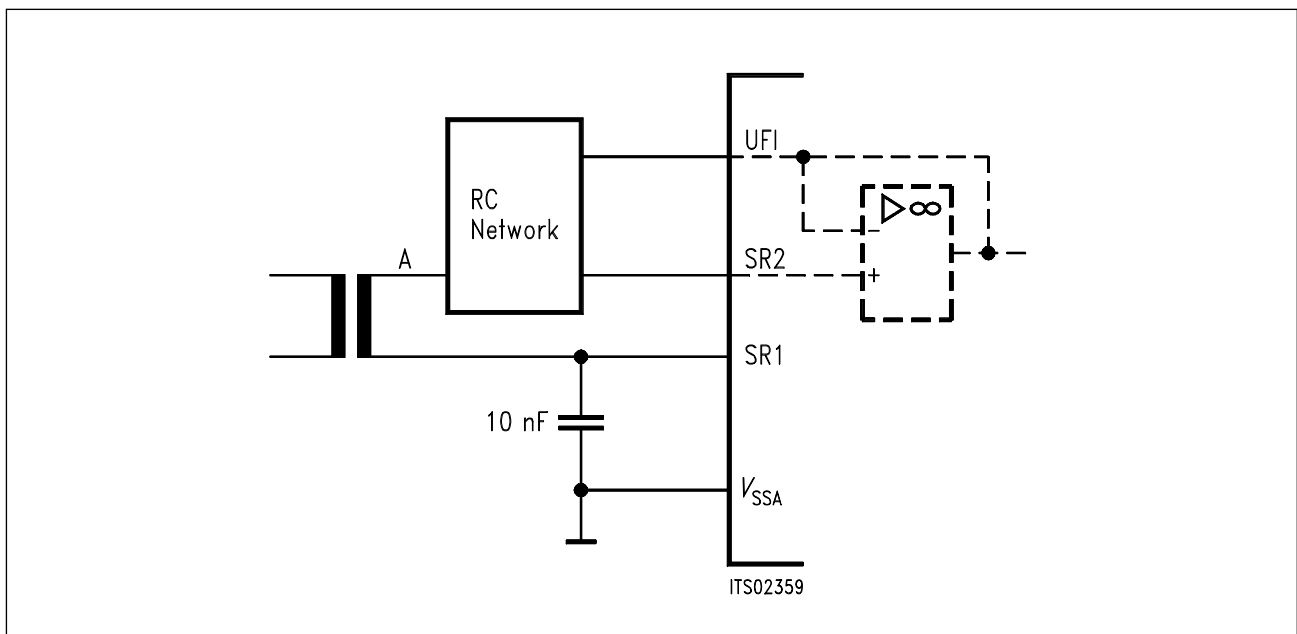 UFI
RC
Network
∞
−
A
SR2
+
SR1
10 nF
VSSA
ITS02359